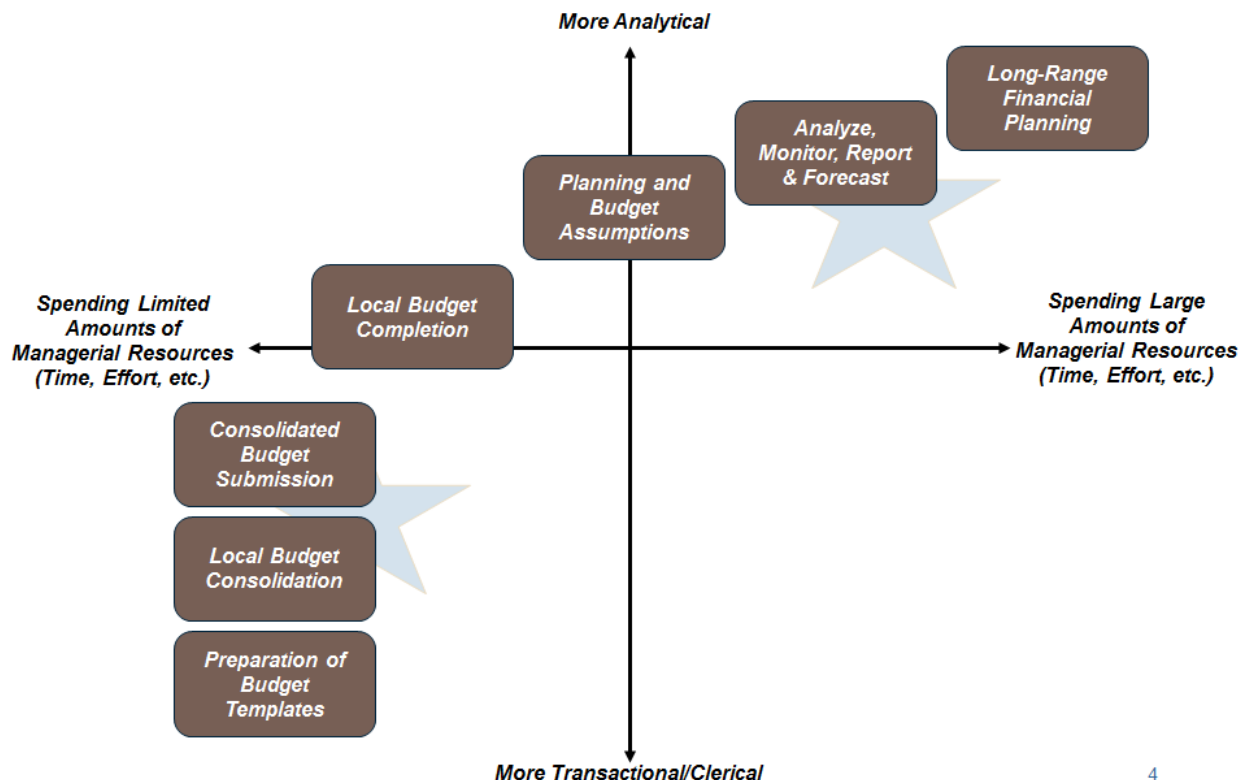 More Analytical
Long-Range
Financial
Planning
Analyze,
Monitor, Report
& Forecast
Planning and
Budget
Assumptions
Local Budget
Completion
Spending Limited
Amounts of
Managerial Resources
(Time, Effort, etc.)
Spending Large
Amounts of
Managerial Resources
(Time, Effort, etc.)
Consolidated
Budget
Submission
Local Budget
Consolidation
Preparation of
Budget
Templates
More Transactional/Clerical
4